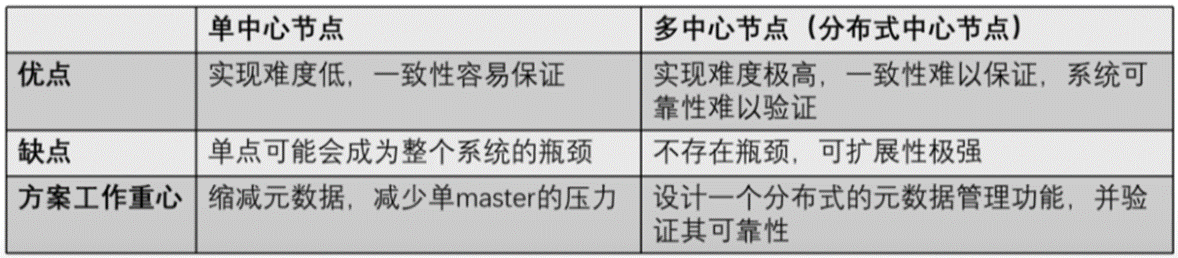 单中心节点 多中心节点（分布式中心节点）
优点 实现难度低，一致性容易保证 实现难度极高，一致性难以保证，系统可
靠性难以验证
缺点 单点可能会成为整个系统的瓶颈 不存在瓶颈，可扩展性极强
方案工作重心 缩减元数据，减少单master的压力 设计一个分布式的元数据管理功能，并验
证其可靠性